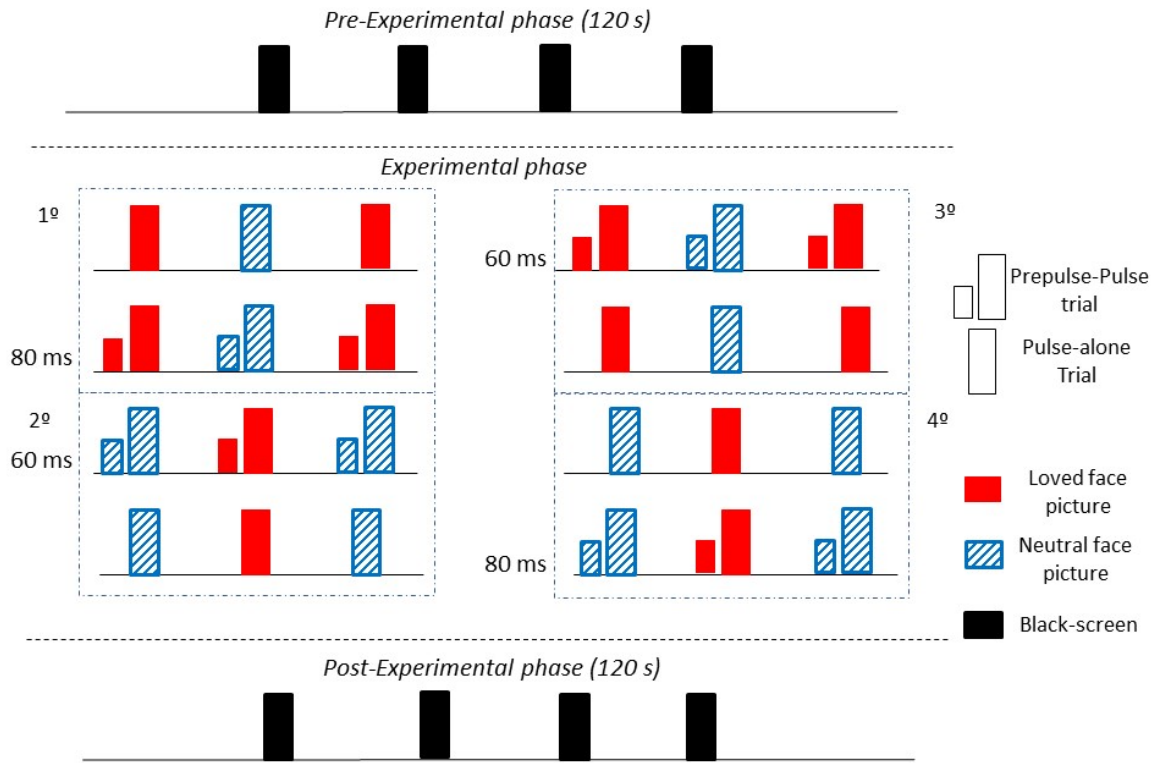 Pre-Experimental phase (120 s)
Experimental phase
1º
80 ms
2º
60 ms
60 ms
3º
4º
80 ms
Prepulse-Pulse
trial
Pulse-alone
Trial
Loved face
picture
Neutral face
picture
Black-screen
Post-Experimental phase (120 s)